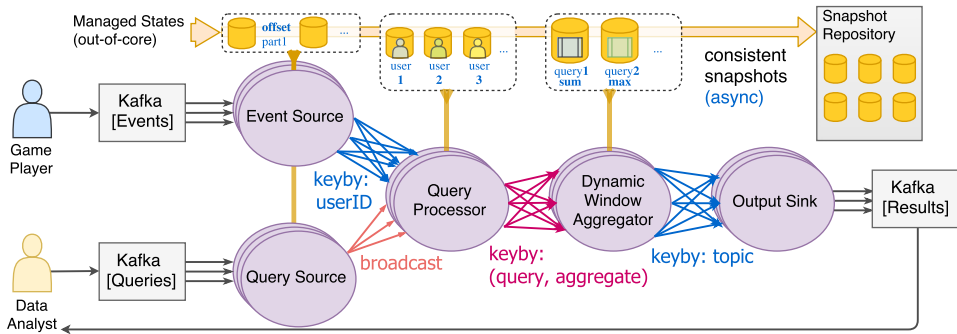 Managed States
(out-of-core)
offset
part1
...
user
1
user
2
user
3
...
query1
sum
query2
max
...
consistent
snapshots
(async)
Snapshot
Repository
Game
Player
Kafka
[Events]
Event Source
keyby:
userID
Query
Processor
Dynamic
Window
Aggregator
Output Sink
Kafka
[Results]
keyby:
(query, aggregate)
keyby: topic
broadcast
Data
Analyst
Kafka
[Queries]
Query Source